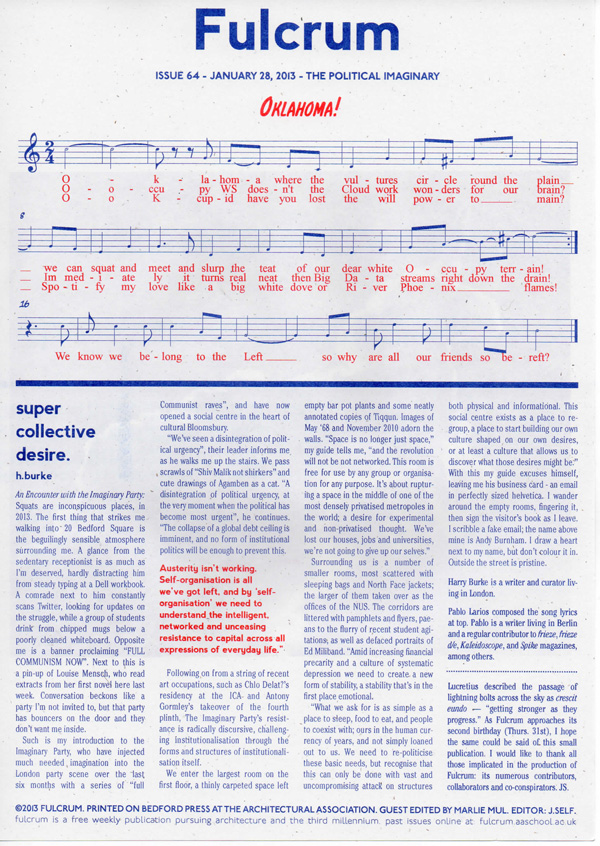 Fulcrum
ISSUE 64 - JANUARY 28, 2013 - THE POLITICAL IMAGINARY
OKLAHOMA!
2
4
O - k - la - hom - a where the vul - tures cir - cle round the plain
O - o - ccu - py WS does - n't the Cloud work won - ders for our brain?
O - o K - cup - id have you lost the will pow - er to main?
8
we can squat and meet and slurp the teat of our dear white O - ccu - py terr - ain!
Im med - i - ate ly it turns real neat then Big Da - ta streams right down the drain!
Spo - ti - fy my love like a big white dove or Ri - ver Phoe - nix flames!
16
We know we be - long to the Left so why are all our friends so be - reft?
super
collective
desire.
h.burke
An Encounter with the Imaginary Party:
Squats are inconspicuous places, in
2013. The first thing that strikes me
walking into 20 Bedford Square is
the beguilingly sensible atmosphere
surrounding me. A glance from the
sedentary receptionist is as much as
I'm deserved, hardly distracting him
from steady typing at a Dell workbook.
A comrade next to him constantly
scans Twitter, looking for updates on
the struggle, while a group of students
drink from chipped mugs below a
poorly cleaned whiteboard. Opposite
me is a banner proclaiming "FULL
COMMUNISM NOW". Next to this is
a pin-up of Louise Mensch, who read
extracts from her first novel here last
week. Conversation beckons like a
party I'm not invited to, but that party
has bouncers on the door and they
don't want me inside.
Such is my introduction to the
Imaginary Party, who have injected
much needed imagination into the
London party scene over the last
six months with a series of "full
Communist raves", and have now
opened a social centre in the heart of
cultural Bloomsbury.
"We've seen a disintegration of polit-
ical urgency", their leader informs me
as he walks me up the stairs. We pass
scrawls of "Shiv Malik not shirkers" and
cute drawings of Agamben as a cat. "A
disintegration of political urgency, at
the very moment when the political has
become most urgent", he continues.
"The collapse of a global debt ceiling is
imminent, and no form of institutional
politics will be enough to prevent this.
Austerity isn't working.
Self-organisation is all
we've got left, and by 'self-
organisation' we need to
understand the intelligent,
networked and unceasing
resistance to capital across all
expressions of everyday life."
Following on from a string of recent
art occupations, such as Chto Delat?'s
residency at the ICA and Antony
Gormley's takeover of the fourth
plinth, The Imaginary Party's resist-
ance is radically discursive, challeng-
ing institutionalisation through the
forms and structures of institutionali-
sation itself.
We enter the largest room on the
first floor, a thinly carpeted space left
empty bar pot plants and some neatly
annotated copies of Tiqqun. Images of
May '68 and November 2010 adorn the
walls. "Space is no longer just space,"
my guide tells me, "and the revolution
will not be not networked. This room is
free for use by any group or organisa-
tion for any purpose. It's about ruptur-
ing a space in the middle of one of the
most densely privatised metropoles in
the world; a desire for experimental
and non-privatised thought. We've
lost our houses, jobs and universities,
we're not going to give up our selves."
Surrounding us is a number of
smaller rooms, most scattered with
sleeping bags and North Face jackets;
the larger of them taken over as the
offices of the NUS. The corridors are
littered with pamphlets and flyers, pae-
ans to the flurry of recent student agi-
tations, as well as defaced portraits of
Ed Miliband. "Amid increasing financial
precarity and a culture of systematic
depression we need to create a new
form of stability, a stability that's in the
first place emotional.
"What we ask for is as simple as a
place to sleep, food to eat, and people
to coexist with; ours in the human cur-
rency of years, and not simply loaned
out to us. We need to re-politicise
these basic needs, but recognise that
this can only be done with vast and
uncompromising attack on structures
both physical and informational. This
social centre exists as a place to re-
group, a place to start building our own
culture shaped on our own desires,
or at least a culture that allows us to
discover what those desires might be."
With this my guide excuses himself,
leaving me his business card - an email
in perfectly sized helvetica. I wander
around the empty rooms, fingering it,
then sign the visitor's book as I leave.
I scribble a fake email; the name above
mine is Andy Burnham. I draw a heart
next to my name, but don't colour it in.
Outside the street is pristine.
Harry Burke is a writer and curator liv-
ing in London.
Pablo Larios composed the song lyrics
at top. Pablo is a writer living in Berlin
and a regular contributor to frieze, frieze
d/e, Kaleidoscope, and Spike magazines,
among others.
Lucretius described the passage of
lightning bolts across the sky as crescit
eundo — "getting stronger as they
progress." As Fulcrum approaches its
second birthday (Thurs. 31st), I hope
the same could be said of this small
publication. I would like to thank all
those implicated in the production of
Fulcrum: its numerous contributors,
collaborators and co-conspirators. JS.
©2013 FULCRUM. PRINTED ON BEDFORD PRESS AT THE ARCHITECTURAL ASSOCIATION. GUEST EDITED BY MARLIE MUL. EDITOR: J.SELF.
fulcrum is a free weekly publication pursuing architecture and the third millennium. past issues online at fulcrum.aaschool.ac.uk